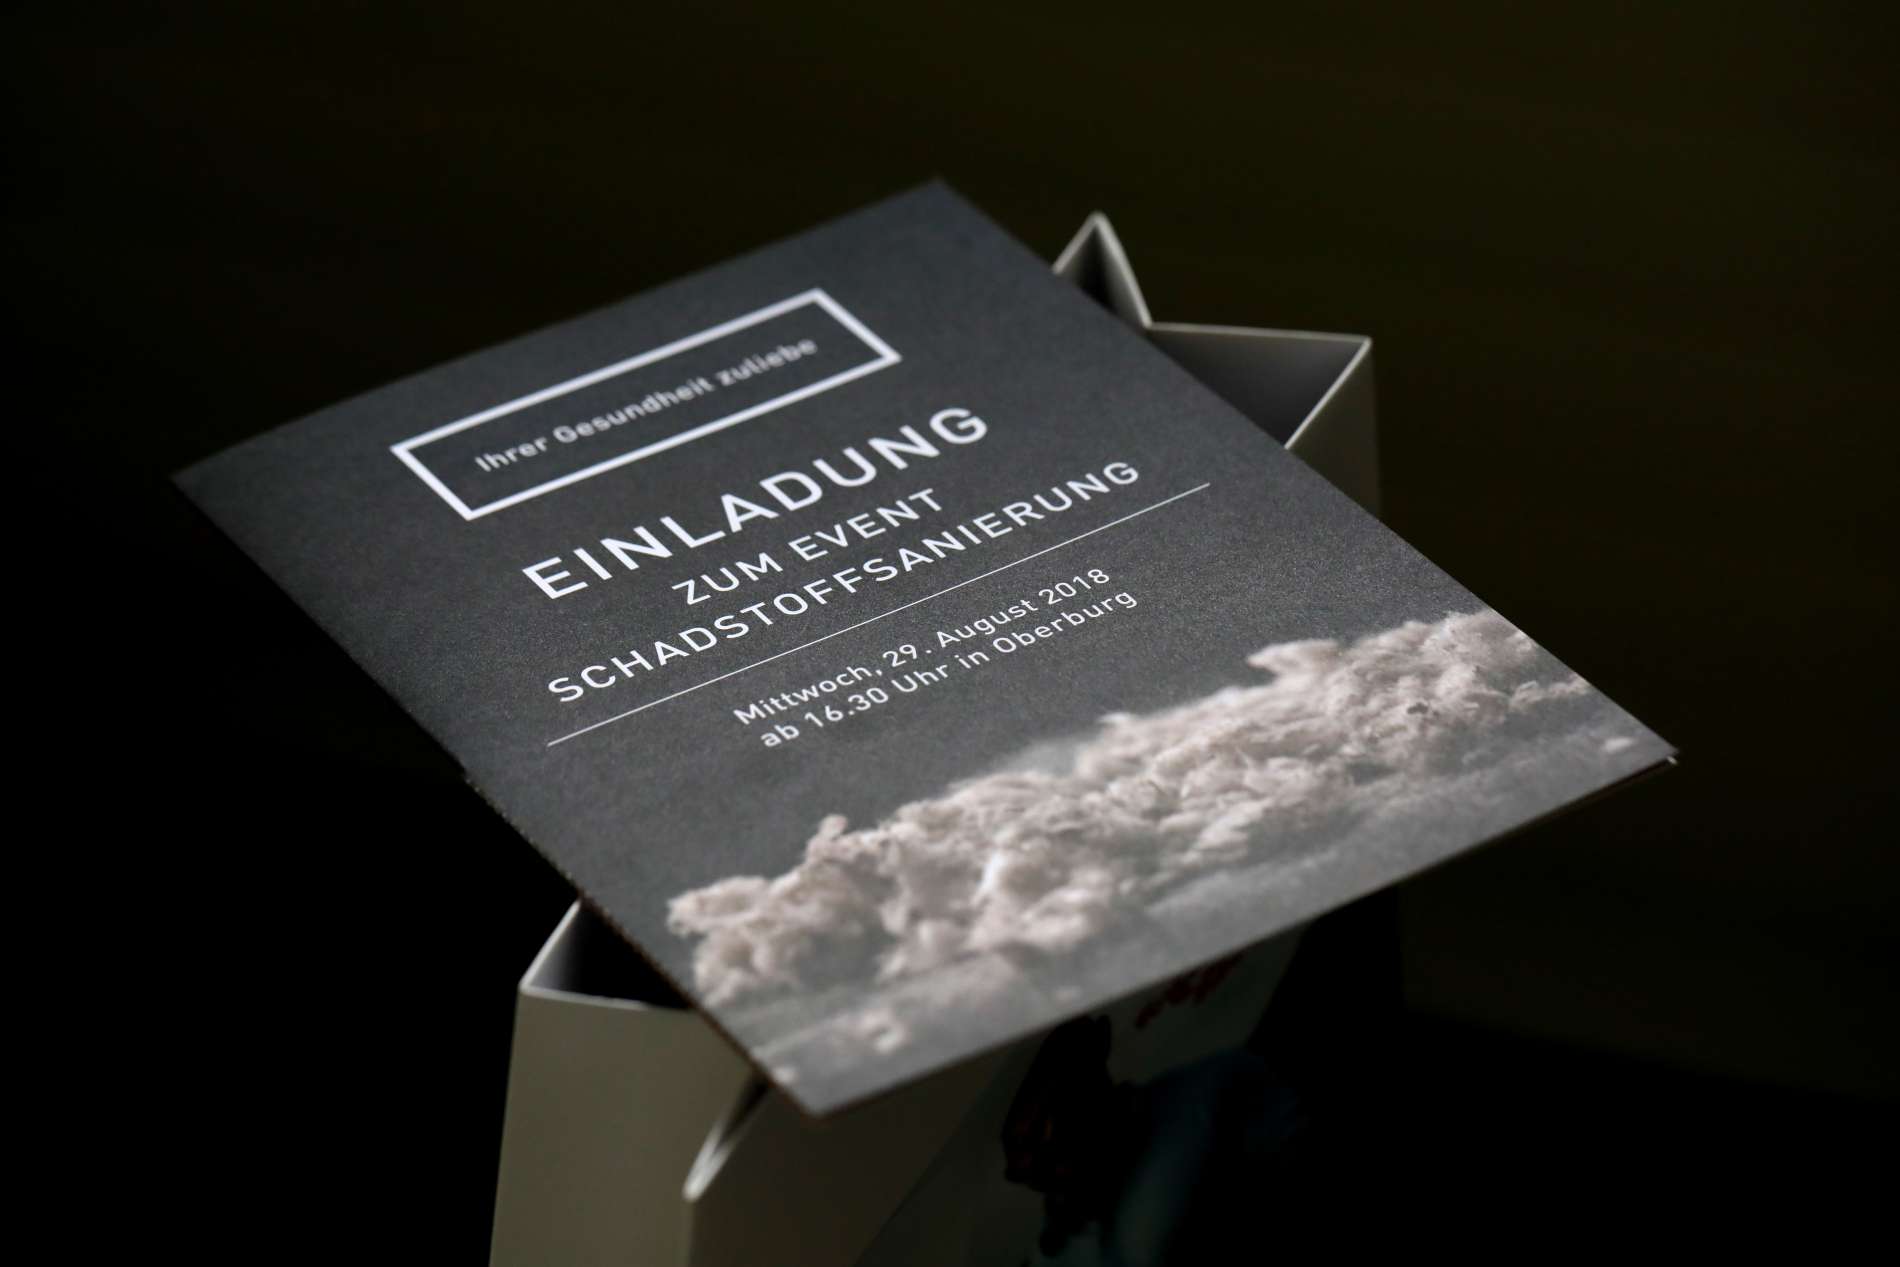 Ihrer Gesundheit zuliebe
EINLADUNG
ZUM EVENT
SCHADSTOFFSANIERUNG
Mittwoch, 29. August 2018
ab 16.30 Uhr in Oberburg